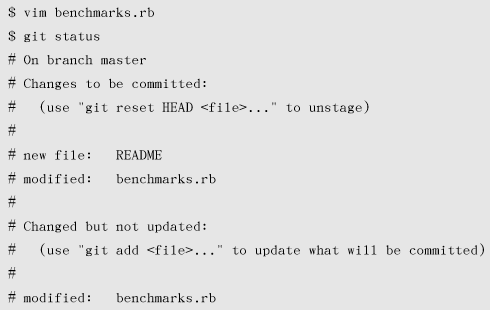 $ vim benchmarks.rb
$ git status
# On branch master
# Changes to be committed:
#   (use "git reset HEAD <file>..." to unstage)
#
# new file:   README
# modified:   benchmarks.rb
#
# Changed but not updated:
#   (use "git add <file>..." to update what will be committed)
#
# modified:   benchmarks.rb